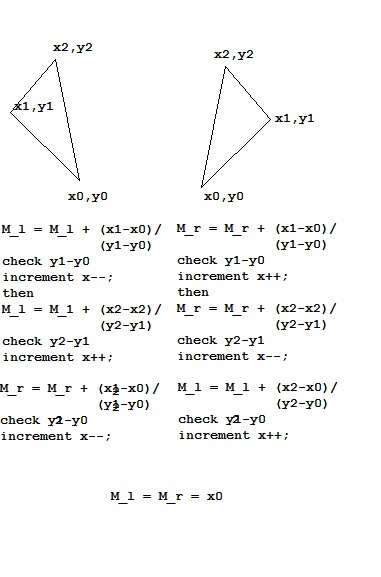 x2,y2
x1,y1
x0,y0
x2,y2
x1,y1
x0,y0
M_l = M_l + (x1-x0)/
(y1-y0)
check y1-y0
increment x--;
then
M_l = M_l + (x2-x2)/
(y2-y1)
check y2-y1
increment x++;
M_r = M_r + (x2-x0)/
(y2-y0)
check y2-y0
increment x--;
M_r = M_r + (x1-x0)/
(y1-y0)
check y1-y0
increment x++;
then
M_r = M_r + (x2-x2)/
(y2-y1)
check y2-y1
increment x--;
M_l = M_l + (x2-x0)/
(y2-y0)
check y2-y0
increment x++;
M_l = M_r = x0